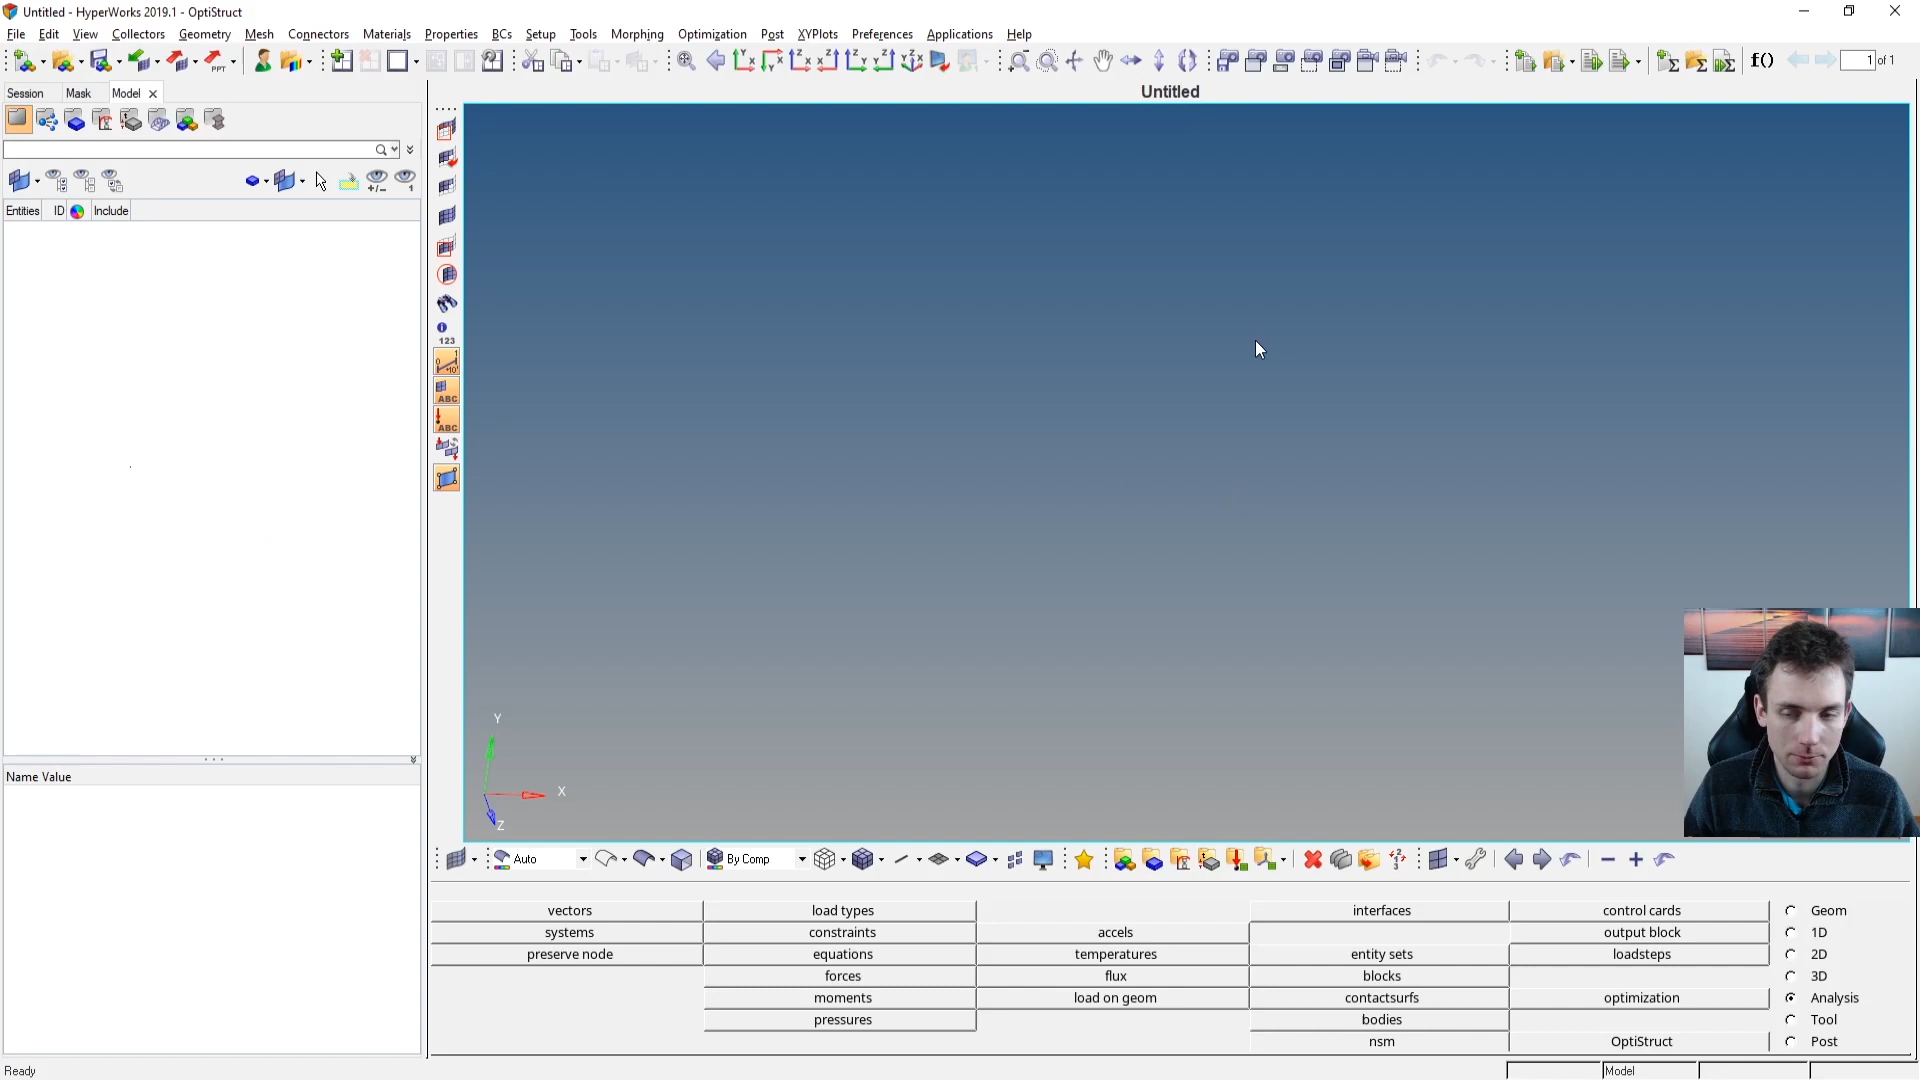 Untitled - HyperWorks 2019.1 - OptiStruct
File Edit View Collectors Geometry Mesh Connectors Materials Properties BCs Setup Tools Morphing Optimization Post XYPlots Preferences Applications Help
f() 1 of 1
Session Mask Model
Untitled
Entities ID Include
123
ABC
ABC
Y
X
Z
Name Value
Auto By Comp
vectors load types interfaces control cards Geom
systems constraints accels output block 1D
preserve node equations temperatures entity sets loadsteps 2D
forces flux blocks 3D
moments load on geom contactsurfs optimization Analysis
pressures bodies Tool
nsm OptiStruct Post
Ready Model